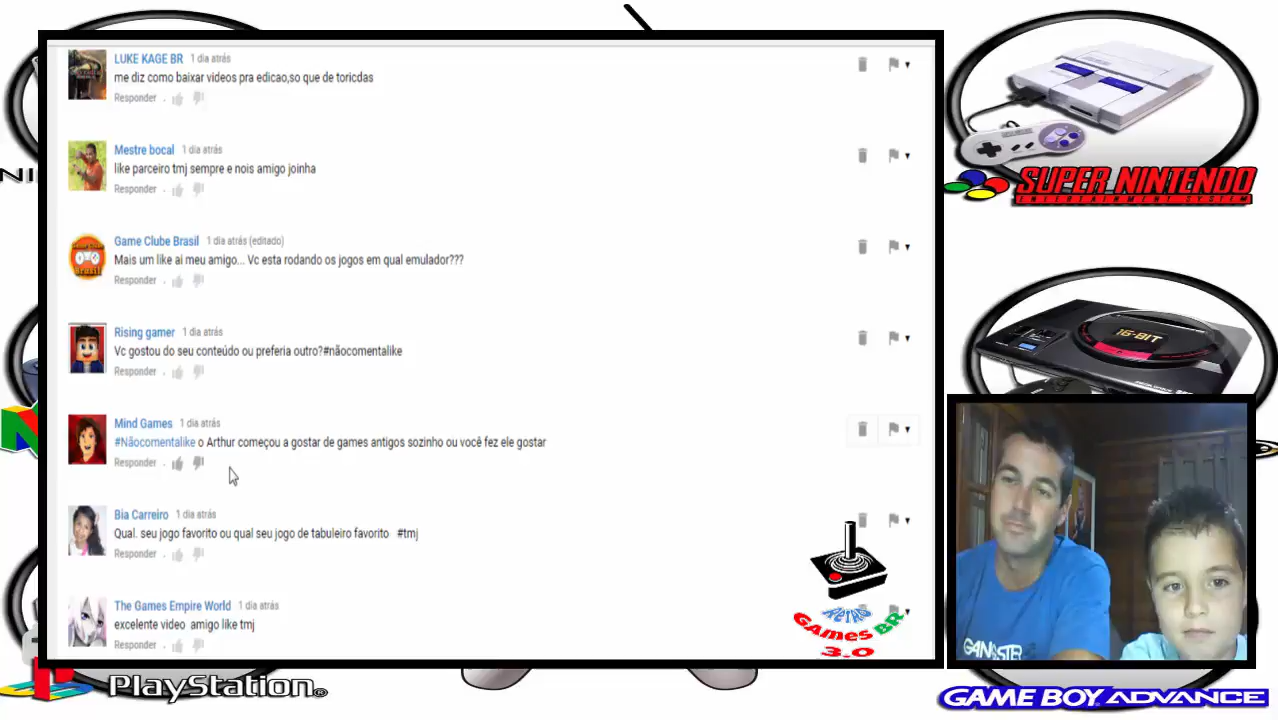 LUKE KAGE BR 1 dia atrás
me diz como baixar videos pra edicao,so que de toricdas
Responder
Mestre bocal 1 dia atrás
like parceiro tmj sempre e nois amigo joinha
Responder
Game Clube Brasil 1 dia atrás (editado)
Mais um like ai meu amigo... Vc esta rodando os jogos em qual emulador???
Responder
Rising gamer 1 dia atrás
Vc gostou do seu conteúdo ou preferia outro?#nãocomentalike
Responder
Mind Games 1 dia atrás
#Nãocomentalike o Arthur começou a gostar de games antigos sozinho ou você fez ele gostar
Responder
Bia Carreiro 1 dia atrás
Qual. seu jogo favorito ou qual seu jogo de tabuleiro favorito #tmj
Responder
The Games Empire World 1 dia atrás
excelente video amigo like tmj
Responder
RETRO
GAMES BR
3.0
SUPER NINTENDO
ENTERTAINMENT SYSTEM
16-BIT
GANGSTER
PlayStation®
GAME BOY ADVANCE